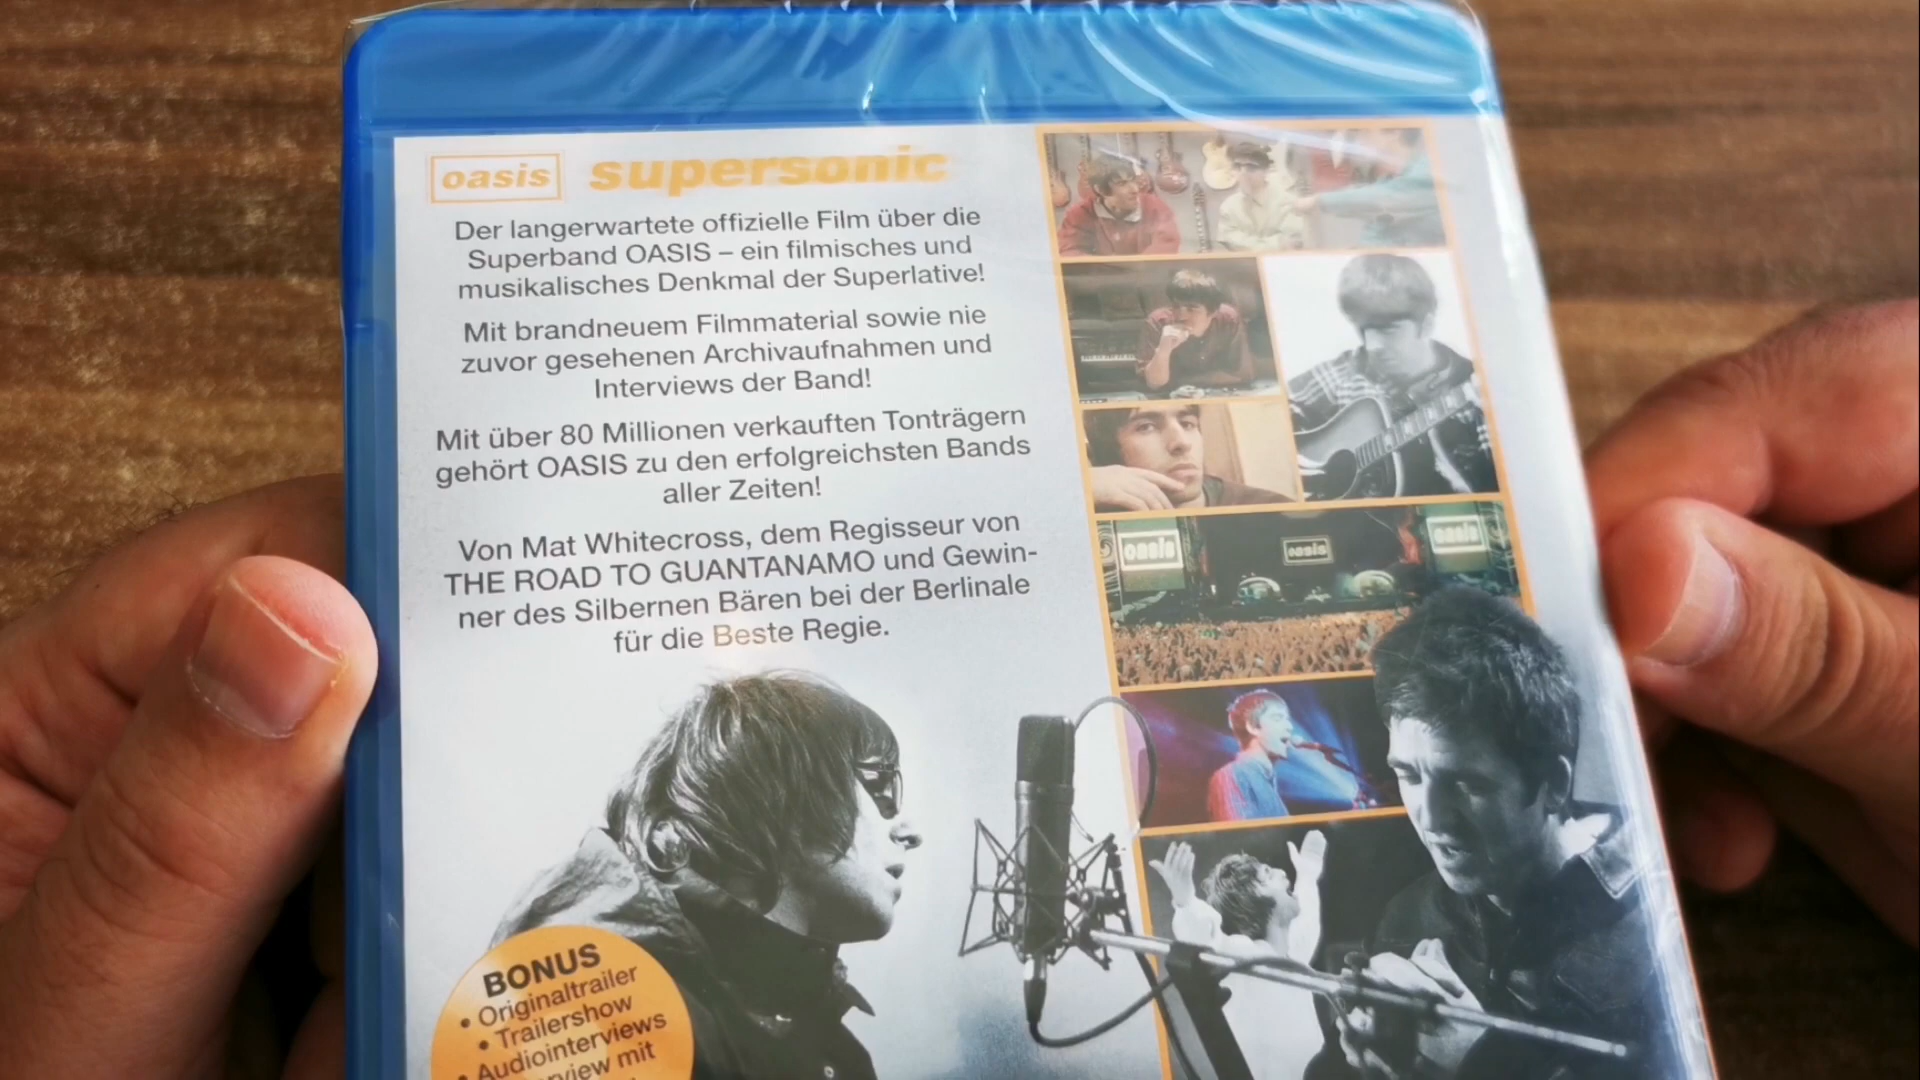 oasis supersonic
Der langerwartete offizielle Film über die
Superband OASIS – ein filmisches und
musikalisches Denkmal der Superlative!
Mit brandneuem Filmmaterial sowie nie
zuvor gesehenen Archivaufnahmen und
Interviews der Band!
Mit über 80 Millionen verkauften Tonträgern
gehört OASIS zu den erfolgreichsten Bands
aller Zeiten!
Von Mat Whitecross, dem Regisseur von
THE ROAD TO GUANTANAMO und Gewin-
ner des Silbernen Bären bei der Berlinale
für die Beste Regie.
oasis
oasis
oasis
BONUS
• Originaltrailer
• Trailershow
• Audiointerviews
mit